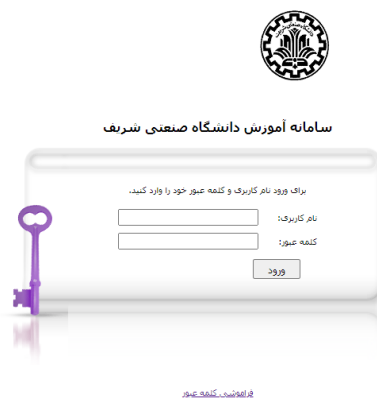 سامانه آموزش دانشگاه صنعتی شریف
برای ورود نام کاربری و کلمه عبور خود را وارد کنید.
نام کاربری:
کلمه عبور:
ورود
فراموشی کلمه عبور